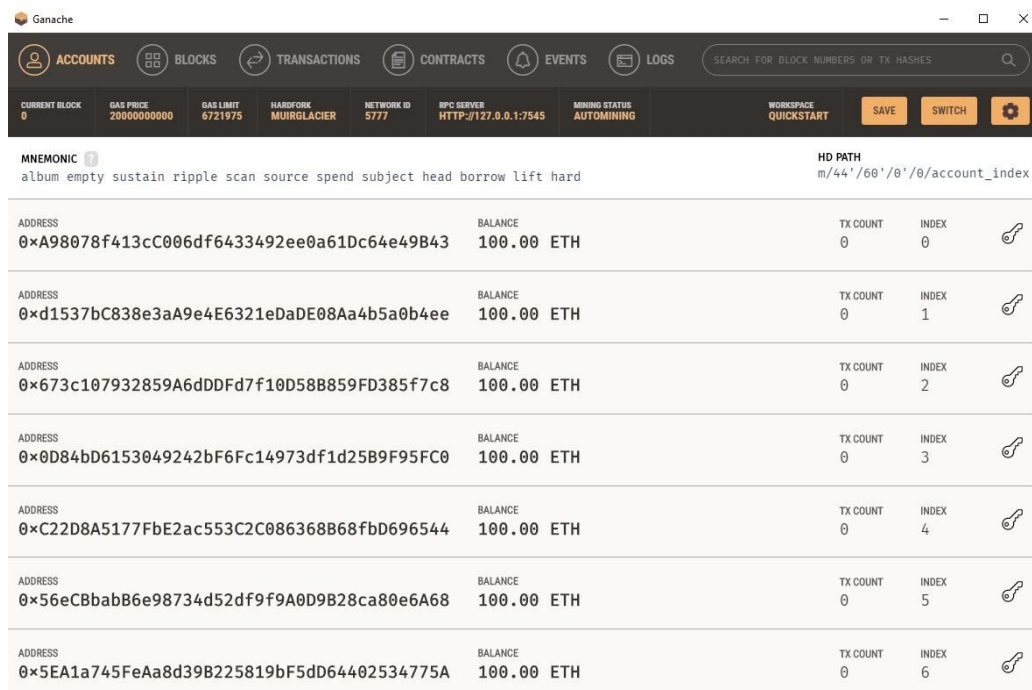 Ganache
ACCOUNTS BLOCKS TRANSACTIONS CONTRACTS EVENTS LOGS SEARCH FOR BLOCK NUMBERS OR TX HASHES
CURRENT BLOCK GAS PRICE GAS LIMIT HARDFORK NETWORK ID RPC SERVER MINING STATUS WORKSPACE
0 20000000000 6721975 MUIRGLACIER 5777 HTTP://127.0.0.1:7545 AUTOMINING QUICKSTART SAVE SWITCH
MNEMONIC ? HD PATH
album empty sustain ripple scan source spend subject head borrow lift hard m/44'/60'/0'/0/account_index
ADDRESS BALANCE TX COUNT INDEX
0×A98078f413cC006df6433492ee0a61Dc64e49B43 100.00 ETH 0 0
ADDRESS BALANCE TX COUNT INDEX
0×d1537bC838e3aA9e4E6321eDaDE08Aa4b5a0b4ee 100.00 ETH 0 1
ADDRESS BALANCE TX COUNT INDEX
0×673c107932859A6dDDFd7f10D58B859FD385f7c8 100.00 ETH 0 2
ADDRESS BALANCE TX COUNT INDEX
0×0D84bD6153049242bF6Fc14973df1d25B9F95FC0 100.00 ETH 0 3
ADDRESS BALANCE TX COUNT INDEX
0×C22D8A5177FbE2ac553C2C086368B68fbD696544 100.00 ETH 0 4
ADDRESS BALANCE TX COUNT INDEX
0×56eCBbabB6e98734d52df9f9A0D9B28ca80e6A68 100.00 ETH 0 5
ADDRESS BALANCE TX COUNT INDEX
0×5EA1a745FeAa8d39B225819bF5dD64402534775A 100.00 ETH 0 6